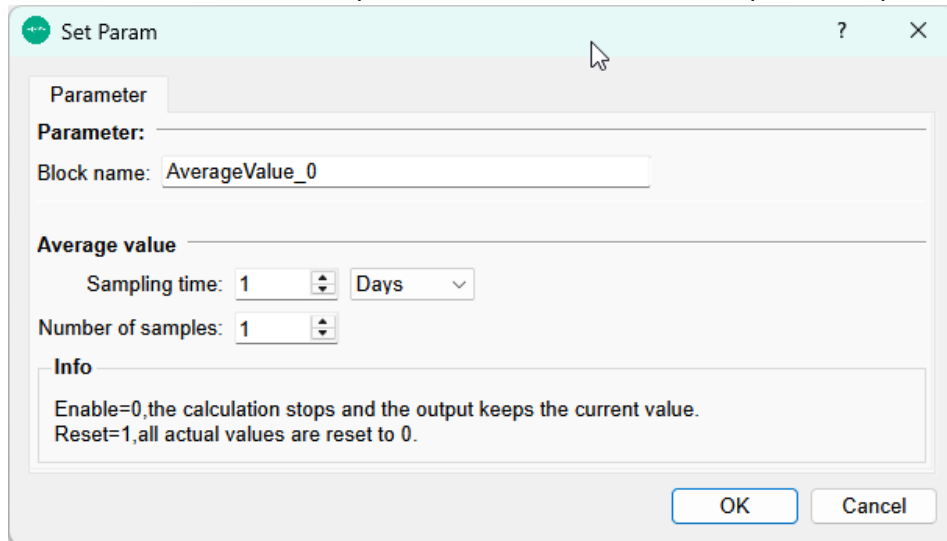 Set Param
?
Parameter
Parameter:
Block name: AverageValue_0
Average value
Sampling time: 1 Days
Number of samples: 1
Info
Enable=0,the calculation stops and the output keeps the current value.
Reset=1,all actual values are reset to 0.
OK Cancel